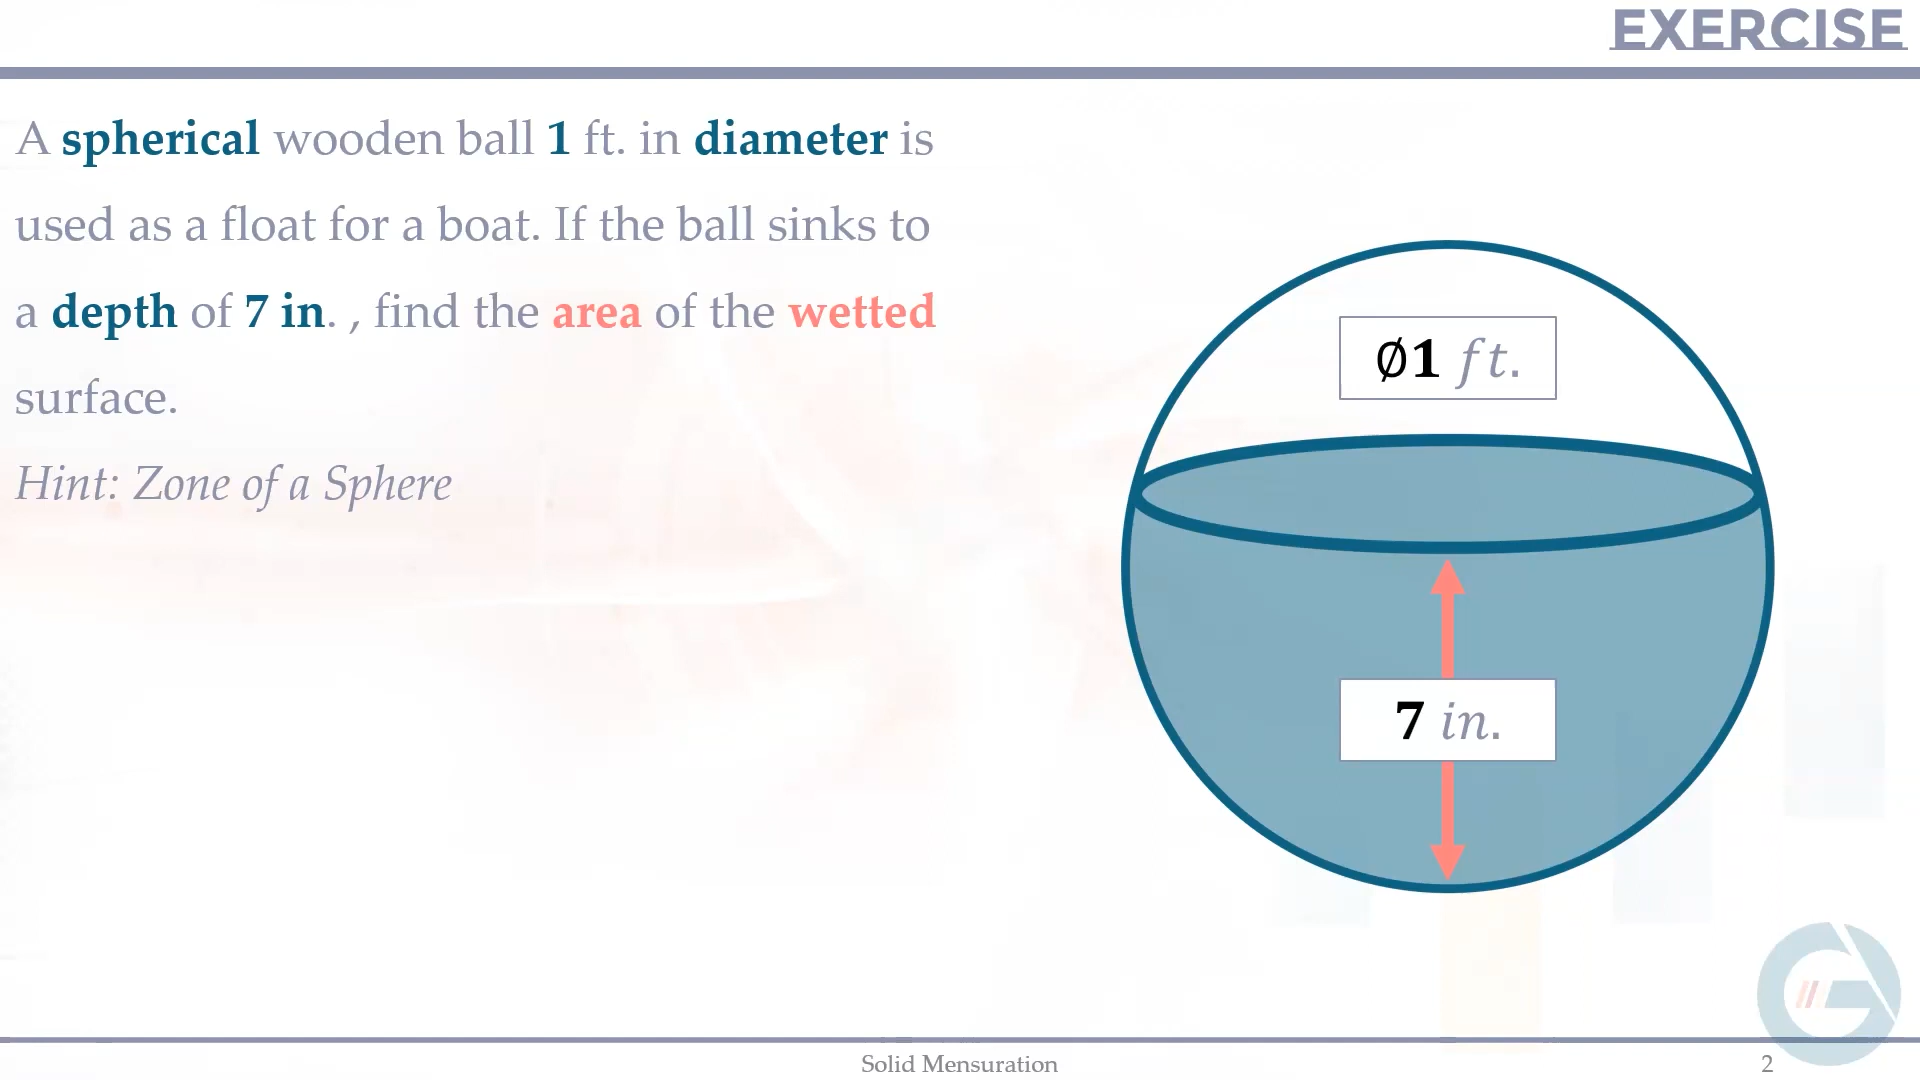 EXERCISE
A spherical wooden ball 1 ft. in diameter is
used as a float for a boat. If the ball sinks to
a depth of 7 in. , find the area of the wetted
surface.
Hint: Zone of a Sphere
∅1 ft.
7 in.
Solid Mensuration
2